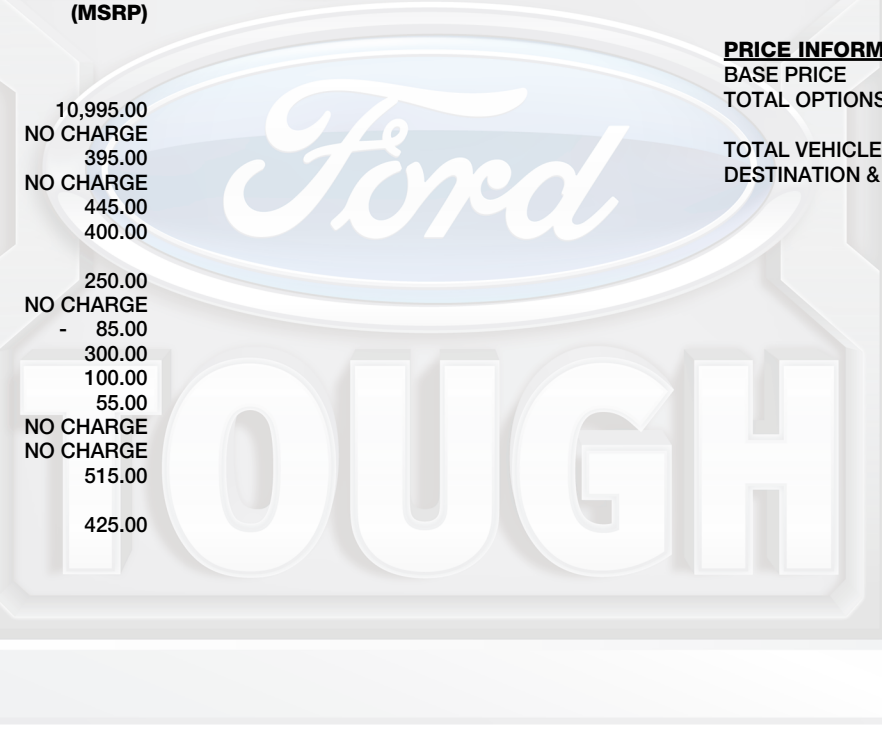 (MSRP)
10,995.00
NO CHARGE
395.00
NO CHARGE
445.00
400.00
250.00
NO CHARGE
- 85.00
300.00
100.00
55.00
NO CHARGE
NO CHARGE
515.00
425.00
PRICE INFORM
BASE PRICE
TOTAL OPTIONS
TOTAL VEHICLE
DESTINATION &
Ford
TOUGH